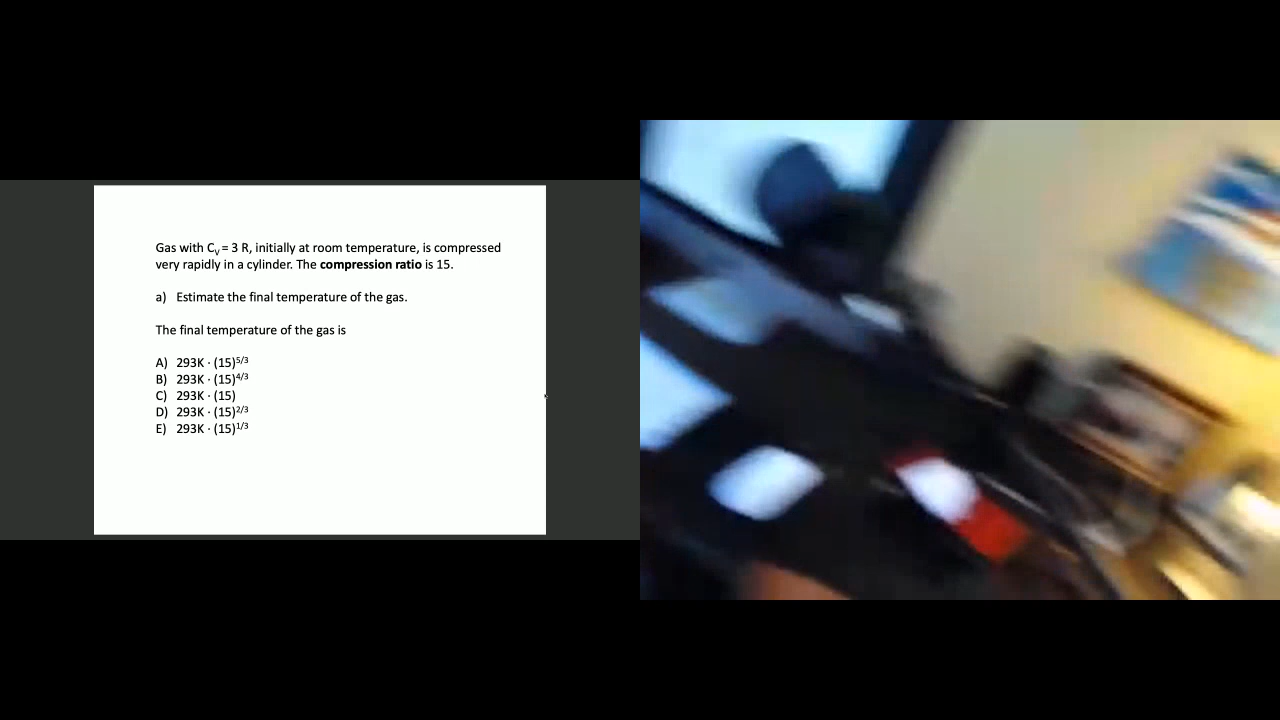 Gas with Cv = 3 R, initially at room temperature, is compressed
very rapidly in a cylinder. The compression ratio is 15.
a) Estimate the final temperature of the gas.
The final temperature of the gas is
A) 293K · (15)^5/3
B) 293K · (15)^4/3
C) 293K · (15)
D) 293K · (15)^2/3
E) 293K · (15)^1/3